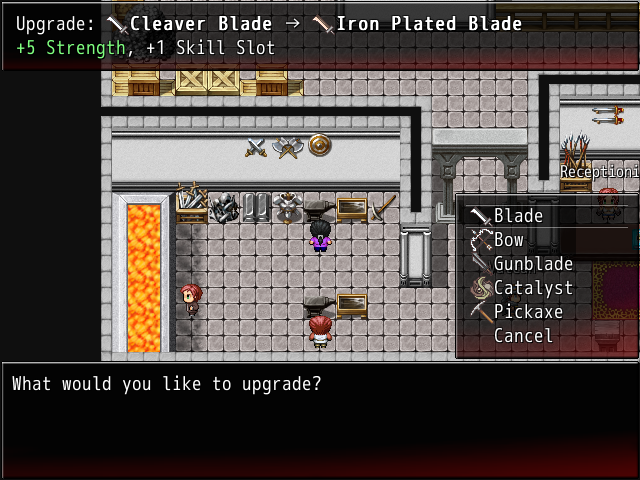 Upgrade: Cleaver Blade → Iron Plated Blade
+5 Strength, +1 Skill Slot
Receptioni
Blade
Bow
Gunblade
Catalyst
Pickaxe
Cancel
What would you like to upgrade?